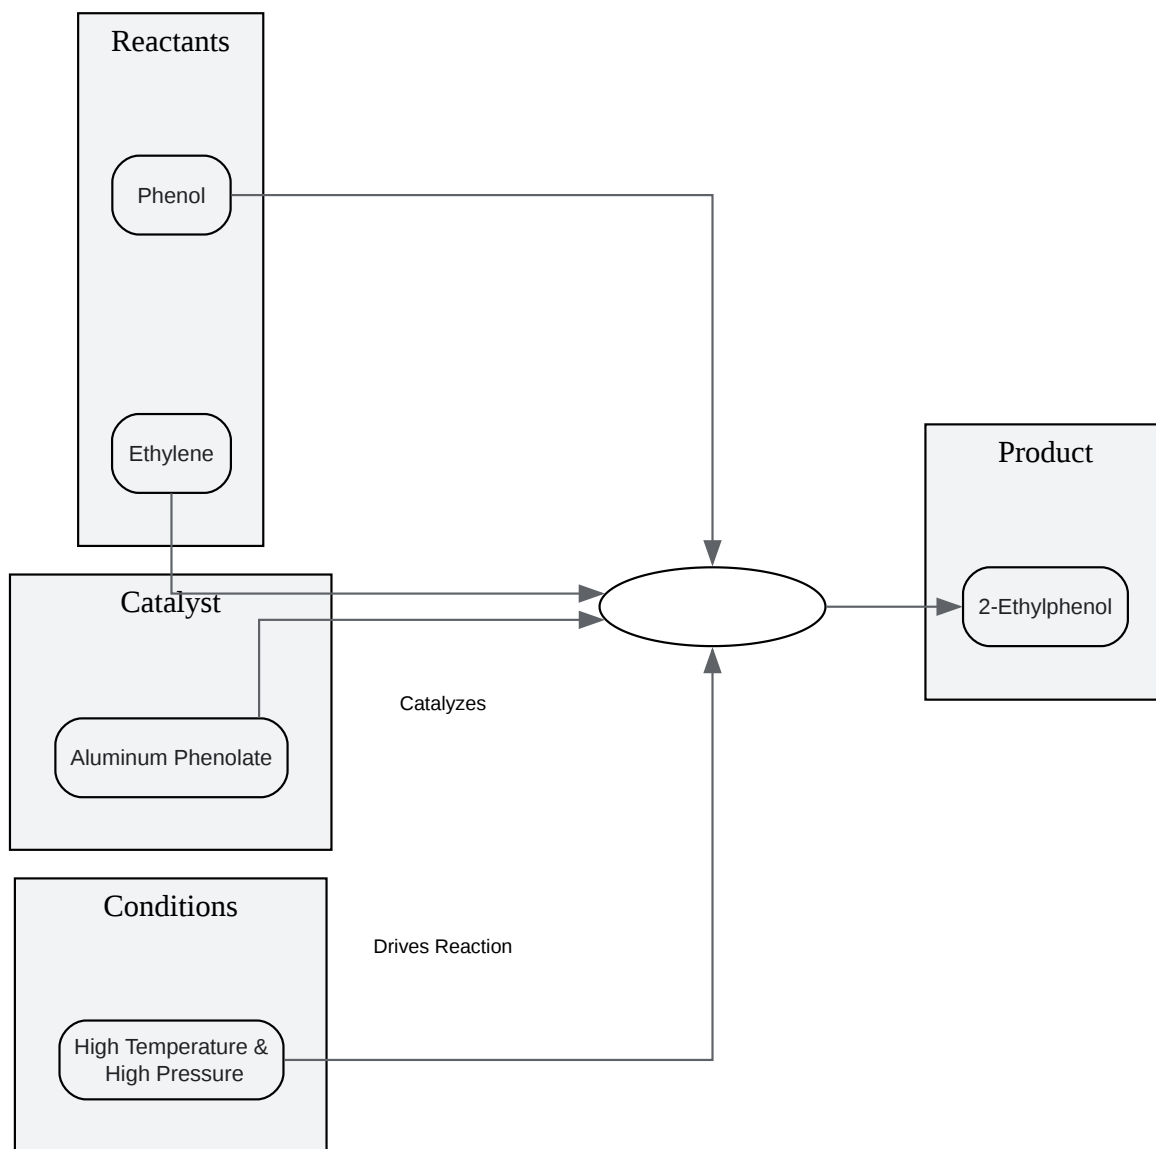 Reactants
Phenol
Ethylene
Catalyst
Aluminum Phenolate
Catalyzes
Conditions
Drives Reaction
High Temperature &
High Pressure
Product
2-Ethylphenol